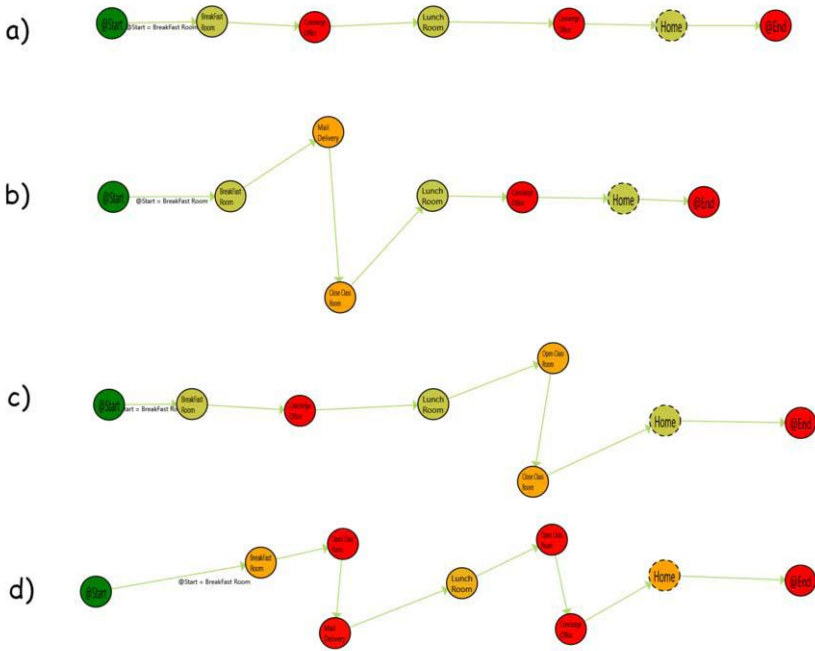 a)
@Start
@Start = BreakFast Room
BreakFast
Room
Concierge
Office
Lunch
Room
Concierge
Office
Home
@End
b)
@Start
@Start = BreakFast Room
BreakFast
Room
Mail
Delivery
Close Class
Room
Lunch
Room
Concierge
Office
Home
@End
c)
@Start
= BreakFast
BreakFast
Room
Concierge
Office
Lunch
Room
Open Class
Room
Close Class
Room
Home
@End
d)
@Start
@Start = BreakFast Room
BreakFast
Room
Open Class
Room
Mail
Delivery
Lunch
Room
Open Class
Room
Concierge
Office
Home
@End